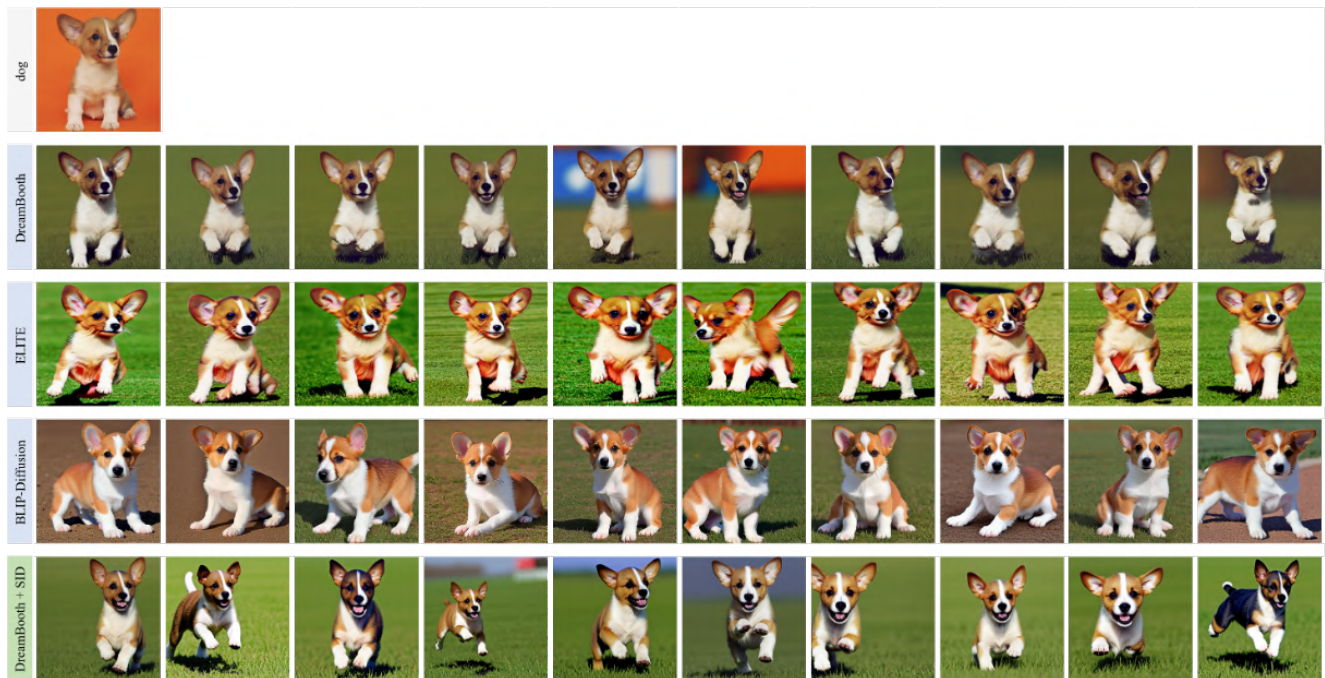 dog
DreamBooth
ELITE
BLIP-Diffusion
DreamBooth + SID